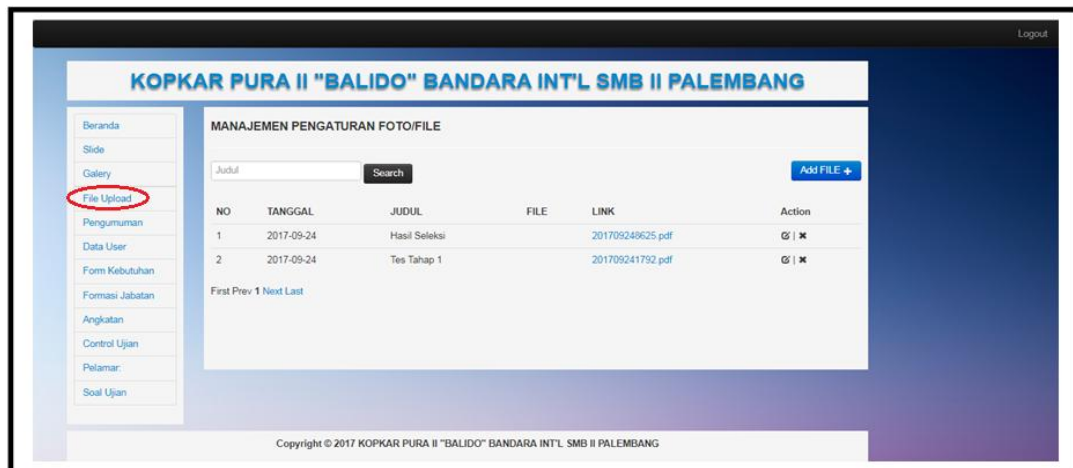 Logout
KOPKAR PURA II "BALIDO" BANDARA INT'L SMB II PALEMBANG
Beranda
Slide
Galery
File Upload
Pengumuman
Data User
Form Kebutuhan
Formasi Jabatan
Angkatan
Control Ujian
Pelamar.
Soal Ujian
MANAJEMEN PENGATURAN FOTO/FILE
Judul Search Add FILE +
NO TANGGAL JUDUL FILE LINK Action
1 2017-09-24 Hasil Seleksi 201709248625.pdf |
2 2017-09-24 Tes Tahap 1 201709241792.pdf |
First Prev 1 Next Last
Copyright © 2017 KOPKAR PURA II "BALIDO" BANDARA INT'L SMB II PALEMBANG